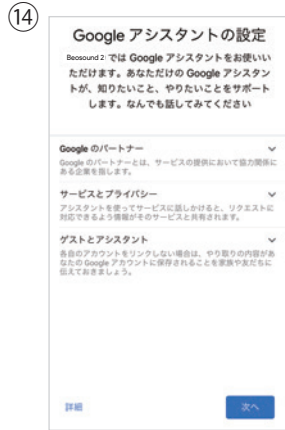 ⑭
Google アシスタントの設定
Beosound 2 では Google アシスタントをお使いい
ただけます。あなただけの Google アシスタン
トが、知りたいこと、やりたいことをサポート
します。なんでも話してみてください
Google のパートナー
Google のパートナーとは、サービスの提供において協力関係に
ある企業を指します。
サービスとプライバシー
アシスタントを使ってサービスに話しかけると、リクエストに
対応できるよう情報がそのサービスと共有されます。
ゲストとアシスタント
各自のアカウントをリンクしない場合は、やり取りの内容があ
なたの Google アカウントに保存されることを家族や友だちに
伝えておきましょう。
詳細
次へ